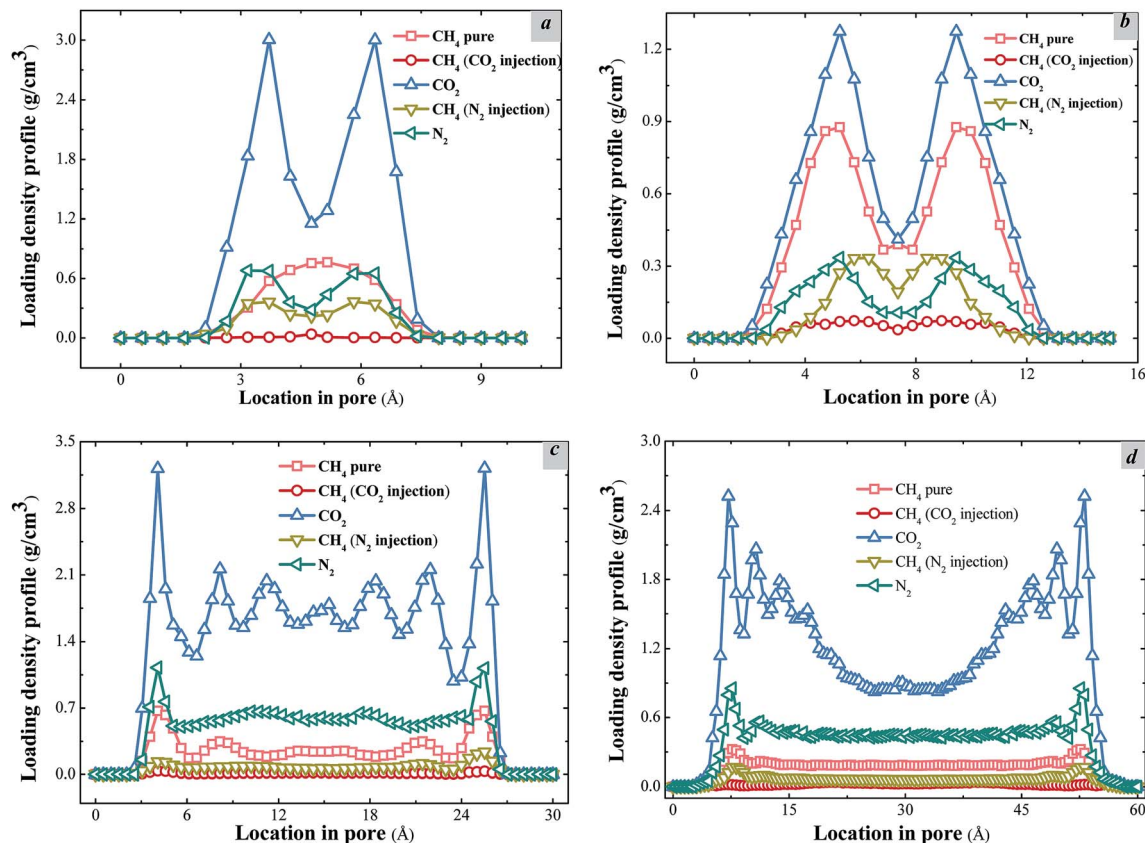 a
3.0
2.4
1.8
1.2
0.6
0.0
Loading density profile (g/cm³)
CH₄ pure
CH₄ (CO₂ injection)
CO₂
CH₄ (N₂ injection)
N₂
0 3 6 9
Location in pore (Å)
b
1.2
0.9
0.6
0.3
0.0
Loading density profile (g/cm³)
CH₄ pure
CH₄ (CO₂ injection)
CO₂
CH₄ (N₂ injection)
N₂
0 4 8 12 16
Location in pore (Å)
c
3.5
2.8
2.1
1.4
0.7
0.0
Loading density profile (g/cm³)
CH₄ pure
CH₄ (CO₂ injection)
CO₂
CH₄ (N₂ injection)
N₂
0 6 12 18 24 30
Location in pore (Å)
d
3.0
2.4
1.8
1.2
0.6
0.0
Loading density profile (g/cm³)
CH₄ pure
CH₄ (CO₂ injection)
CO₂
CH₄ (N₂ injection)
N₂
0 15 30 45 60
Location in pore (Å)